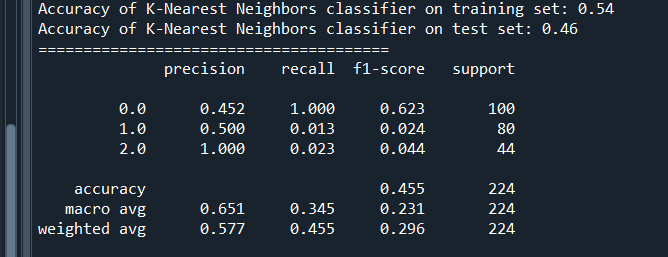 Accuracy of K-Nearest Neighbors classifier on training set: 0.54
Accuracy of K-Nearest Neighbors classifier on test set: 0.46
=======================================
precision recall f1-score support
0.0 0.452 1.000 0.623 100
1.0 0.500 0.013 0.024 80
2.0 1.000 0.023 0.044 44
accuracy 0.455 224
macro avg 0.651 0.345 0.231 224
weighted avg 0.577 0.455 0.296 224